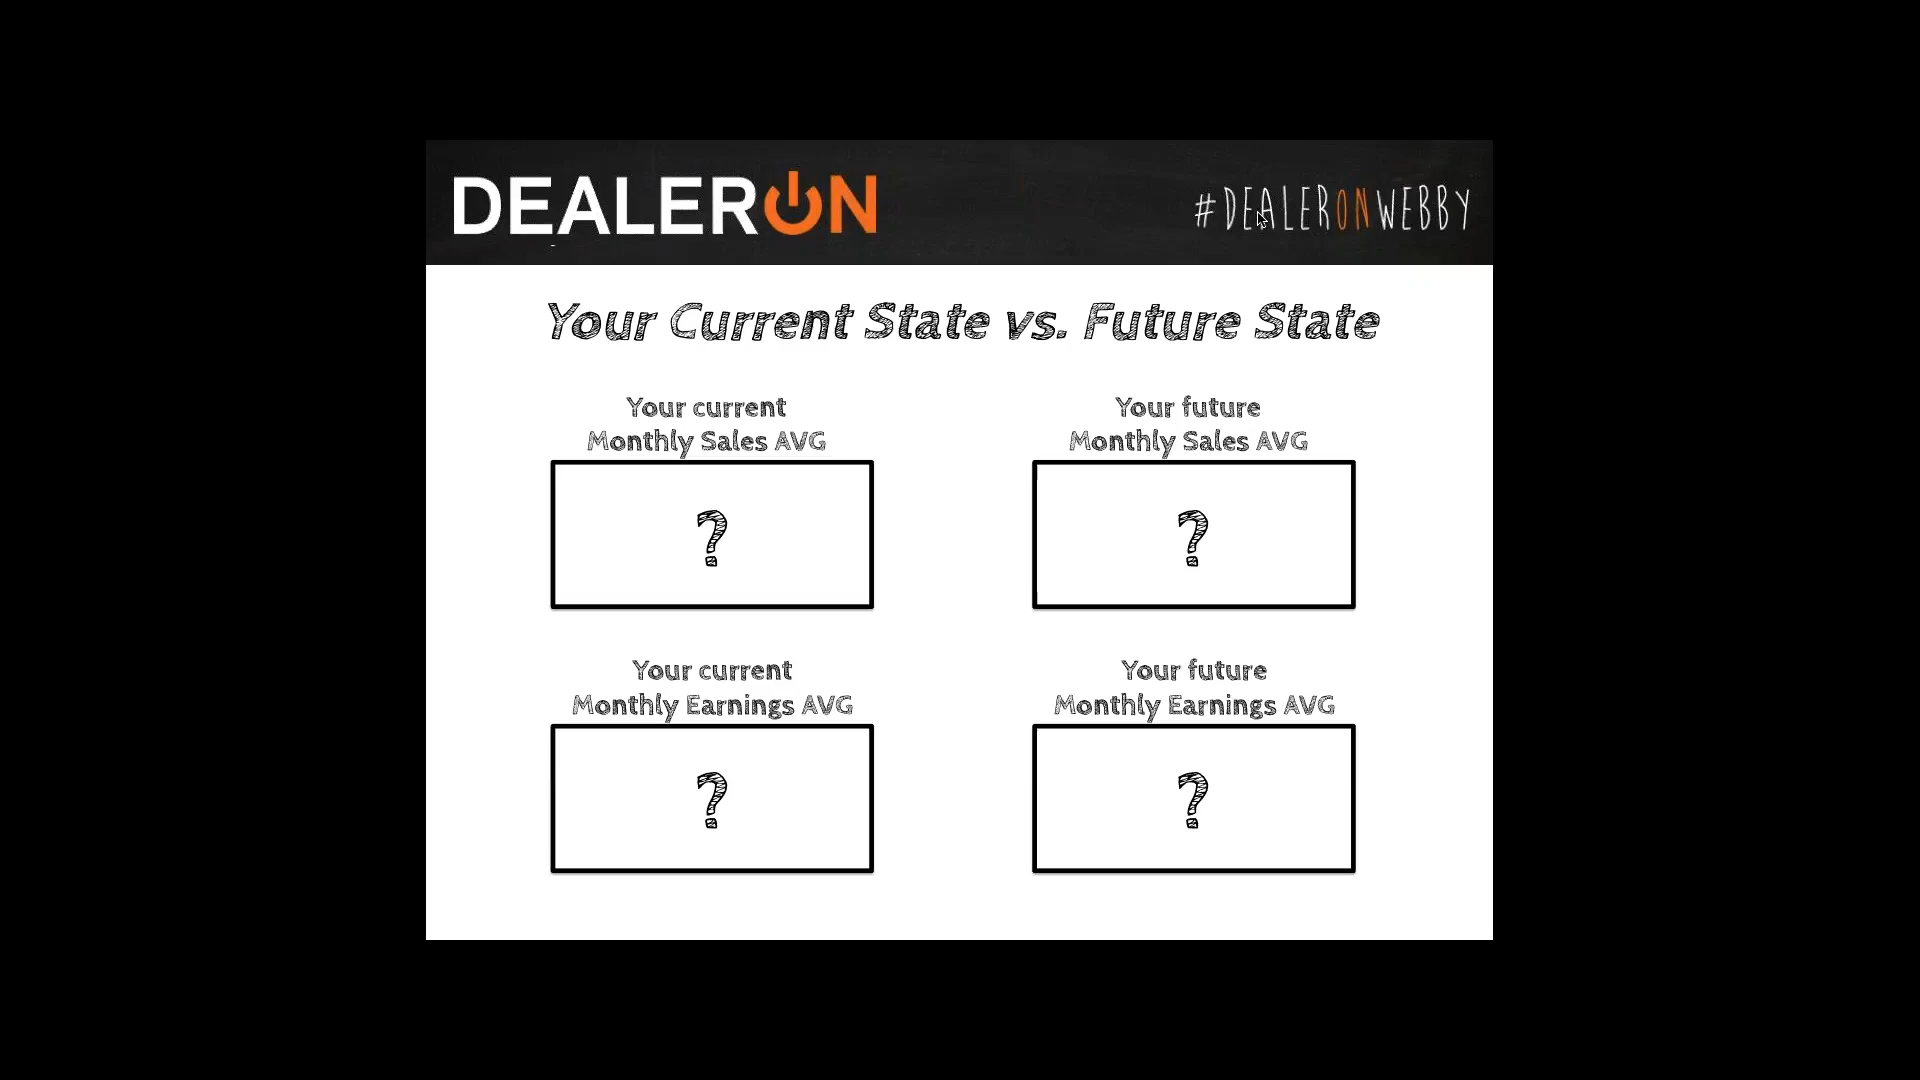 DEALERON
#DEALERONWEBBY
Your Current State vs. Future State
Your current
Monthly Sales AVG
?
Your future
Monthly Sales AVG
?
Your current
Monthly Earnings AVG
?
Your future
Monthly Earnings AVG
?